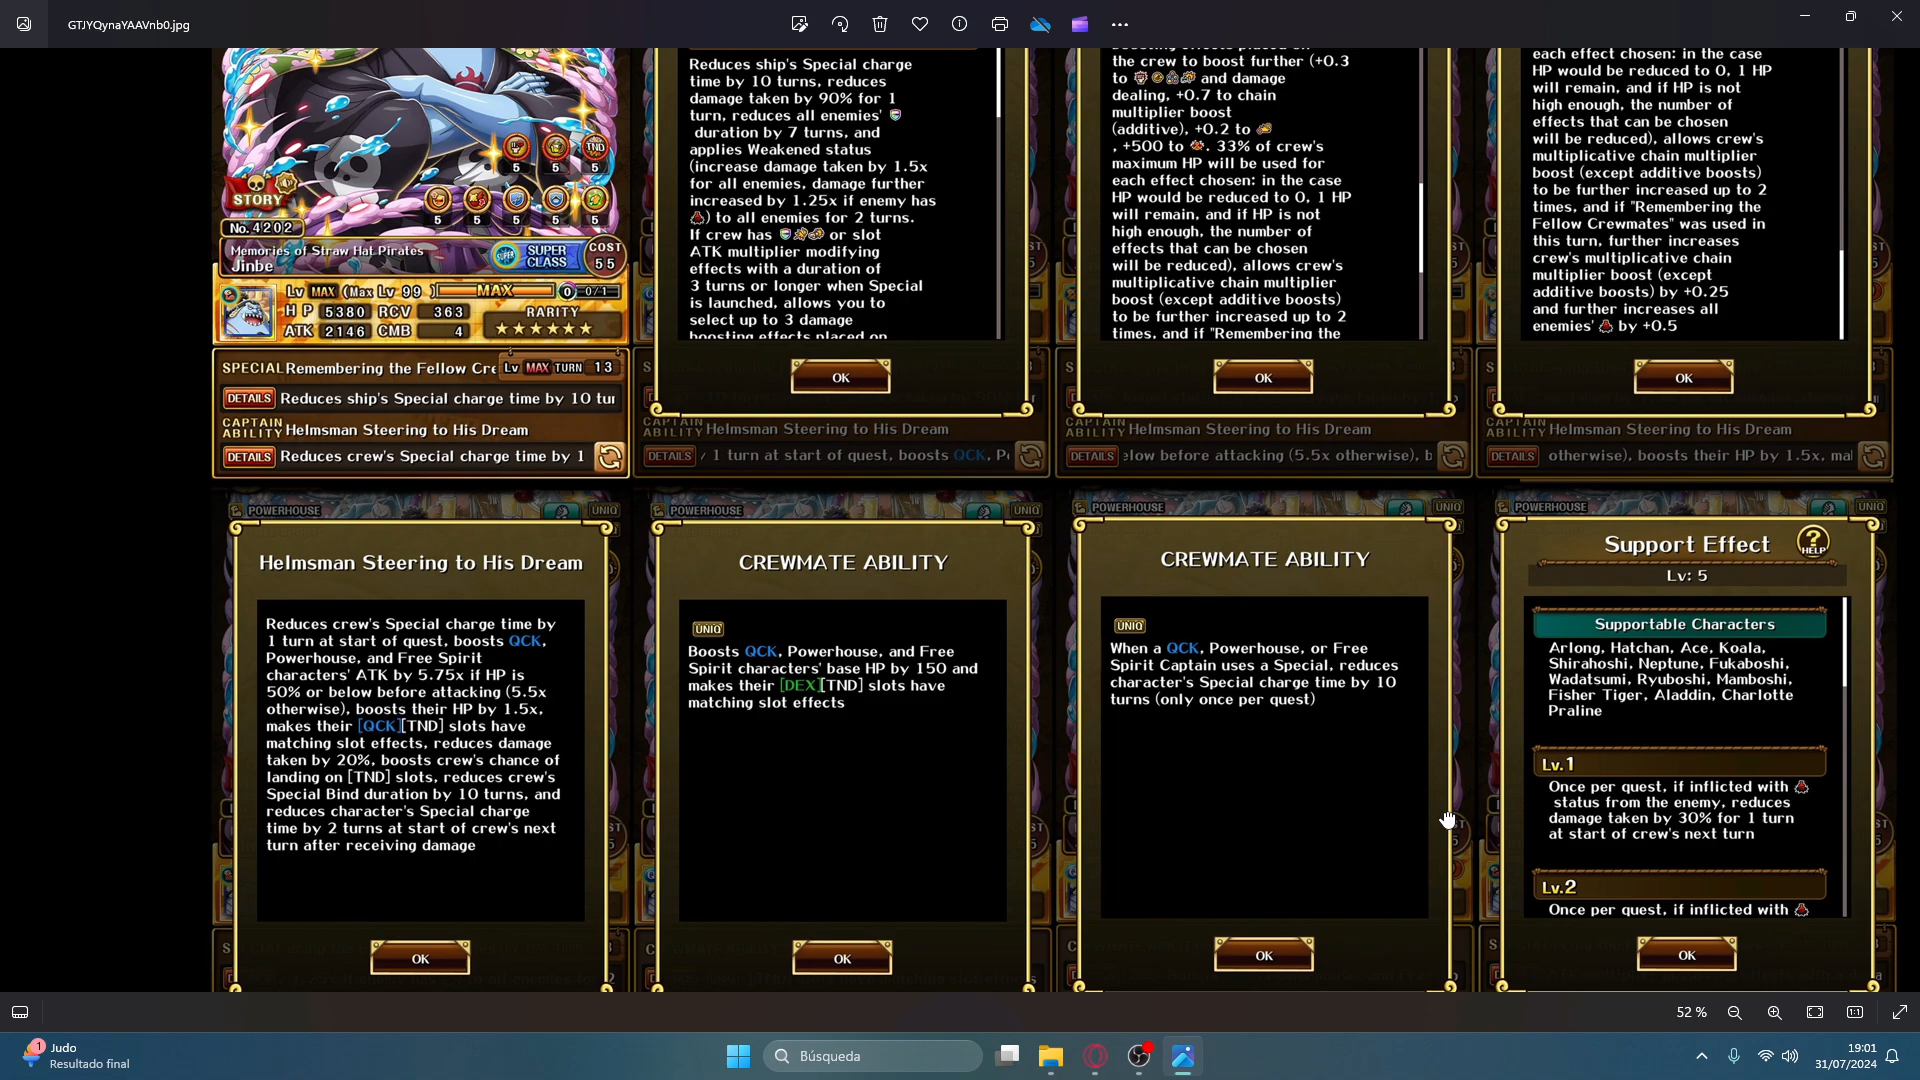 GTJYQynaYAAVnb0.jpg
TND
5 5 5
5 5 5 5 5
STORY
No.4202
Memories of Straw Hat Pirates
Jinbe
SUPER
SUPER CLASS
COST 55
Lv MAX (Max Lv 99 ) MAX 0/1
HP 5380 RCV 363 RARITY
ATK 2146 CMB 4 ★★★★★★
SPECIAL Remembering the Fellow Cre Lv MAX TURN 13
DETAILS Reduces ship's Special charge time by 10 tur
CAPTAIN ABILITY Helmsman Steering to His Dream
DETAILS Reduces crew's Special charge time by 1
Reduces ship's Special charge
time by 10 turns, reduces
damage taken by 90% for 1
turn, reduces all enemies'
duration by 7 turns, and
applies Weakened status
(increase damage taken by 1.5x
for all enemies, damage further
increased by 1.25x if enemy has
) to all enemies for 2 turns.
If crew has or slot
ATK multiplier modifying
effects with a duration of
3 turns or longer when Special
is launched, allows you to
select up to 3 damage
boosting effects placed on
OK
CAPTAIN ABILITY Helmsman Steering to His Dream
DETAILS 1 turn at start of quest, boosts QCK, P
boosting effects placed on
the crew to boost further (+0.3
to and damage
dealing, +0.7 to chain
multiplier boost
(additive), +0.2 to
, +500 to . 33% of crew's
maximum HP will be used for
each effect chosen: in the case
HP would be reduced to 0, 1 HP
will remain, and if HP is not
high enough, the number of
effects that can be chosen
will be reduced), allows crew's
multiplicative chain multiplier
boost (except additive boosts)
to be further increased up to 2
times, and if "Remembering the
OK
CAPTAIN ABILITY Helmsman Steering to His Dream
DETAILS elow before attacking (5.5x otherwise), b
each effect chosen: in the case
HP would be reduced to 0, 1 HP
will remain, and if HP is not
high enough, the number of
effects that can be chosen
will be reduced), allows crew's
multiplicative chain multiplier
boost (except additive boosts)
to be further increased up to 2
times, and if "Remembering the
Fellow Crewmates" was used in
this turn, further increases
crew's multiplicative chain
multiplier boost (except
additive boosts) by +0.25
and further increases all
enemies' by +0.5
OK
CAPTAIN ABILITY Helmsman Steering to His Dream
DETAILS otherwise), boosts their HP by 1.5x, mal
POWERHOUSE UNIQ
Helmsman Steering to His Dream
Reduces crew's Special charge time by
1 turn at start of quest, boosts QCK,
Powerhouse, and Free Spirit
characters' ATK by 5.75x if HP is
50% or below before attacking (5.5x
otherwise), boosts their HP by 1.5x,
makes their [QCK][TND] slots have
matching slot effects, reduces damage
taken by 20%, boosts crew's chance of
landing on [TND] slots, reduces crew's
Special Bind duration by 10 turns, and
reduces character's Special charge
time by 2 turns at start of crew's next
turn after receiving damage
OK
POWERHOUSE UNIQ
CREWMATE ABILITY
UNIQ
Boosts QCK, Powerhouse, and Free
Spirit characters' base HP by 150 and
makes their [DEX][TND] slots have
matching slot effects
OK
POWERHOUSE UNIQ
CREWMATE ABILITY
UNIQ
When a QCK, Powerhouse, or Free
Spirit Captain uses a Special, reduces
character's Special charge time by 10
turns (only once per quest)
OK
POWERHOUSE UNIQ
Support Effect
HELP
Lv: 5
Supportable Characters
Arlong, Hatchan, Ace, Koala,
Shirahoshi, Neptune, Fukaboshi,
Wadatsumi, Ryuboshi, Mamboshi,
Fisher Tiger, Aladdin, Charlotte
Praline
Lv.1
Once per quest, if inflicted with
status from the enemy, reduces
damage taken by 30% for 1 turn
at start of crew's next turn
Lv.2
Once per quest, if inflicted with
OK
52 %
1:1
1
Judo
Resultado final
Búsqueda
19:01
31/07/2024